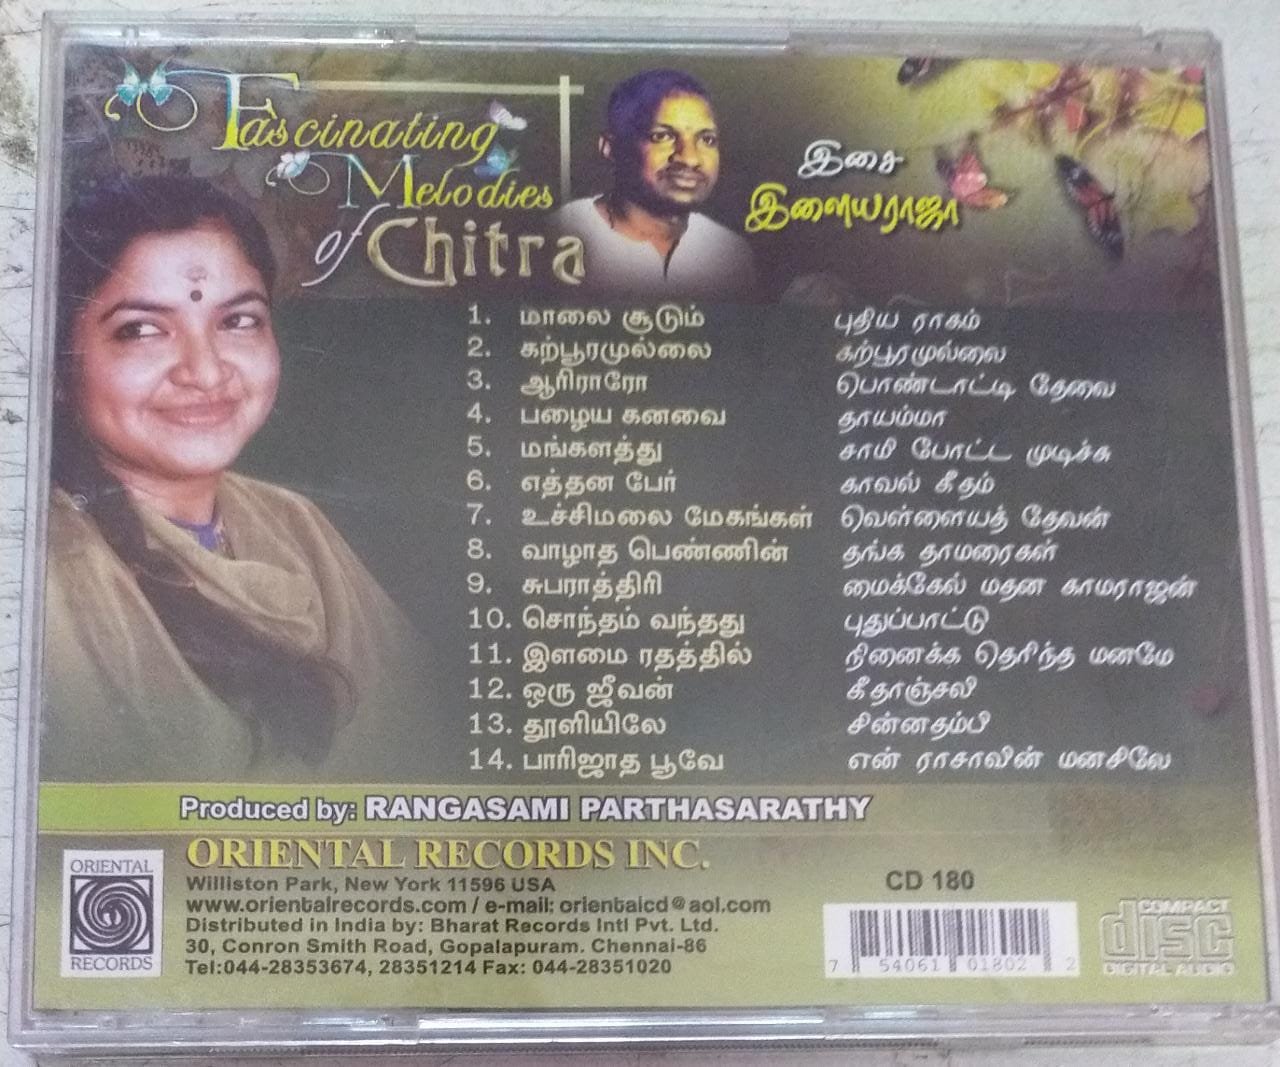 Fascinating
Melodies
of Chitra
இசை
இளையராஜா
1. மாலை சூடும் புதிய ராகம்
2. கற்பூரமுல்லை கற்பூரமுல்லை
3. ஆரிராரோ பொண்டாட்டி தேவை
4. பழைய கனவை தாயம்மா
5. மங்களத்து சாமி போட்ட முடிச்சு
6. எத்தன பேர் காவல் கீதம்
7. உச்சிமலை மேகங்கள் வெள்ளையத் தேவன்
8. வாழாத பெண்ணின் தங்க தாமரைகள்
9. சுபராத்திரி மைக்கேல் மதன காமராஜன்
10. சொந்தம் வந்தது புதுப்பாட்டு
11. இளமை ரதத்தில் நினைக்க தெரிந்த மனமே
12. ஒரு ஜீவன் கீதாஞ்சலி
13. தூளியிலே சின்னதம்பி
14. பாரிஜாத பூவே என் ராசாவின் மனசிலே
Produced by: RANGASAMI PARTHASARATHY
ORIENTAL RECORDS INC.
Williston Park, New York 11596 USA
www.orientalrecords.com / e-mail: orientalcd@aol.com
Distributed in India by: Bharat Records Intl Pvt. Ltd.
30, Conron Smith Road, Gopalapuram. Chennai-86
Tel:044-28353674, 28351214 Fax: 044-28351020
ORIENTAL
RECORDS
CD 180
7 54061 01802 2
COMPACT
disc
DIGITAL AUDIO